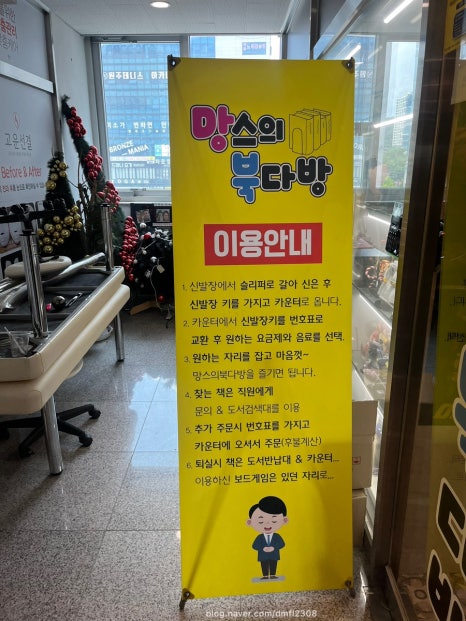 망스의
북다방
이용안내
1. 신발장에서 슬리퍼로 갈아 신은 후
신발장 키를 가지고 카운터로 옵니다.
2. 카운터에서 신발장키를 번호표로
교환 후 원하는 요금제와 음료를 선택.
3. 원하는 자리를 잡고 마음껏~
망스의북다방을 즐기면 됩니다.
4. 찾는 책은 직원에게
문의 & 도서검색대를 이용
5. 추가 주문시 번호표를 가지고
카운터에 오셔서 주문(후불계산)
6. 퇴실시 책은 도서반납대 & 카운터...
이용하신 보드게임은 있던 자리로...
고운선결
Before & After
BRONZE
MANIA
blog.naver.com/dmfl2308